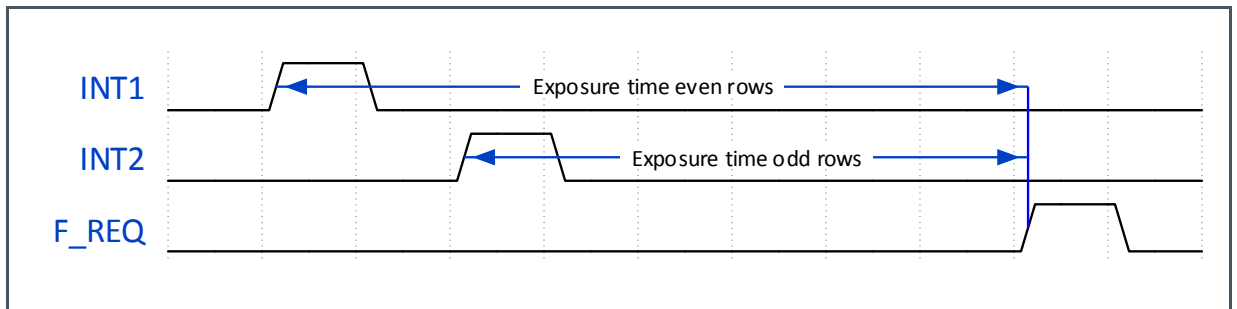 INT1
Exposure time even rows
INT2
Exposure time odd rows
F_REQ